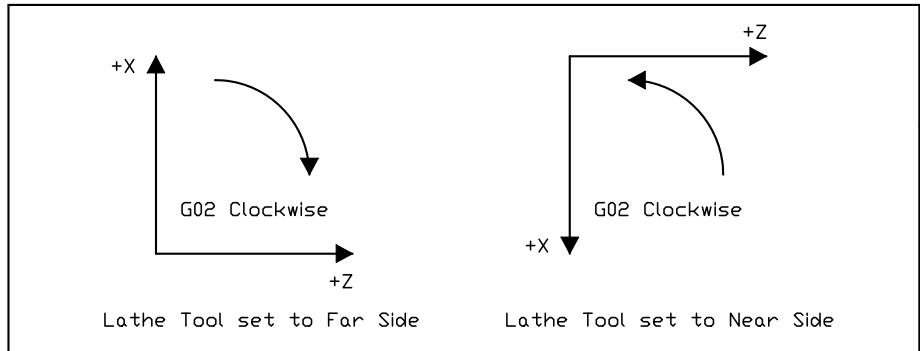 +X
G02 Clockwise
+Z
Lathe Tool set to Far Side
+Z
G02 Clockwise
+X
Lathe Tool set to Near Side